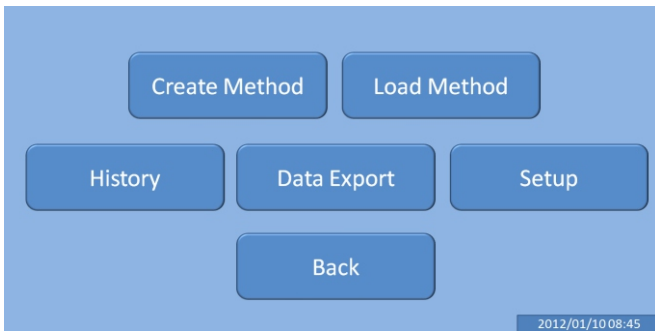 Create Method Load Method
History Data Export Setup
Back
2012/01/10 08:45